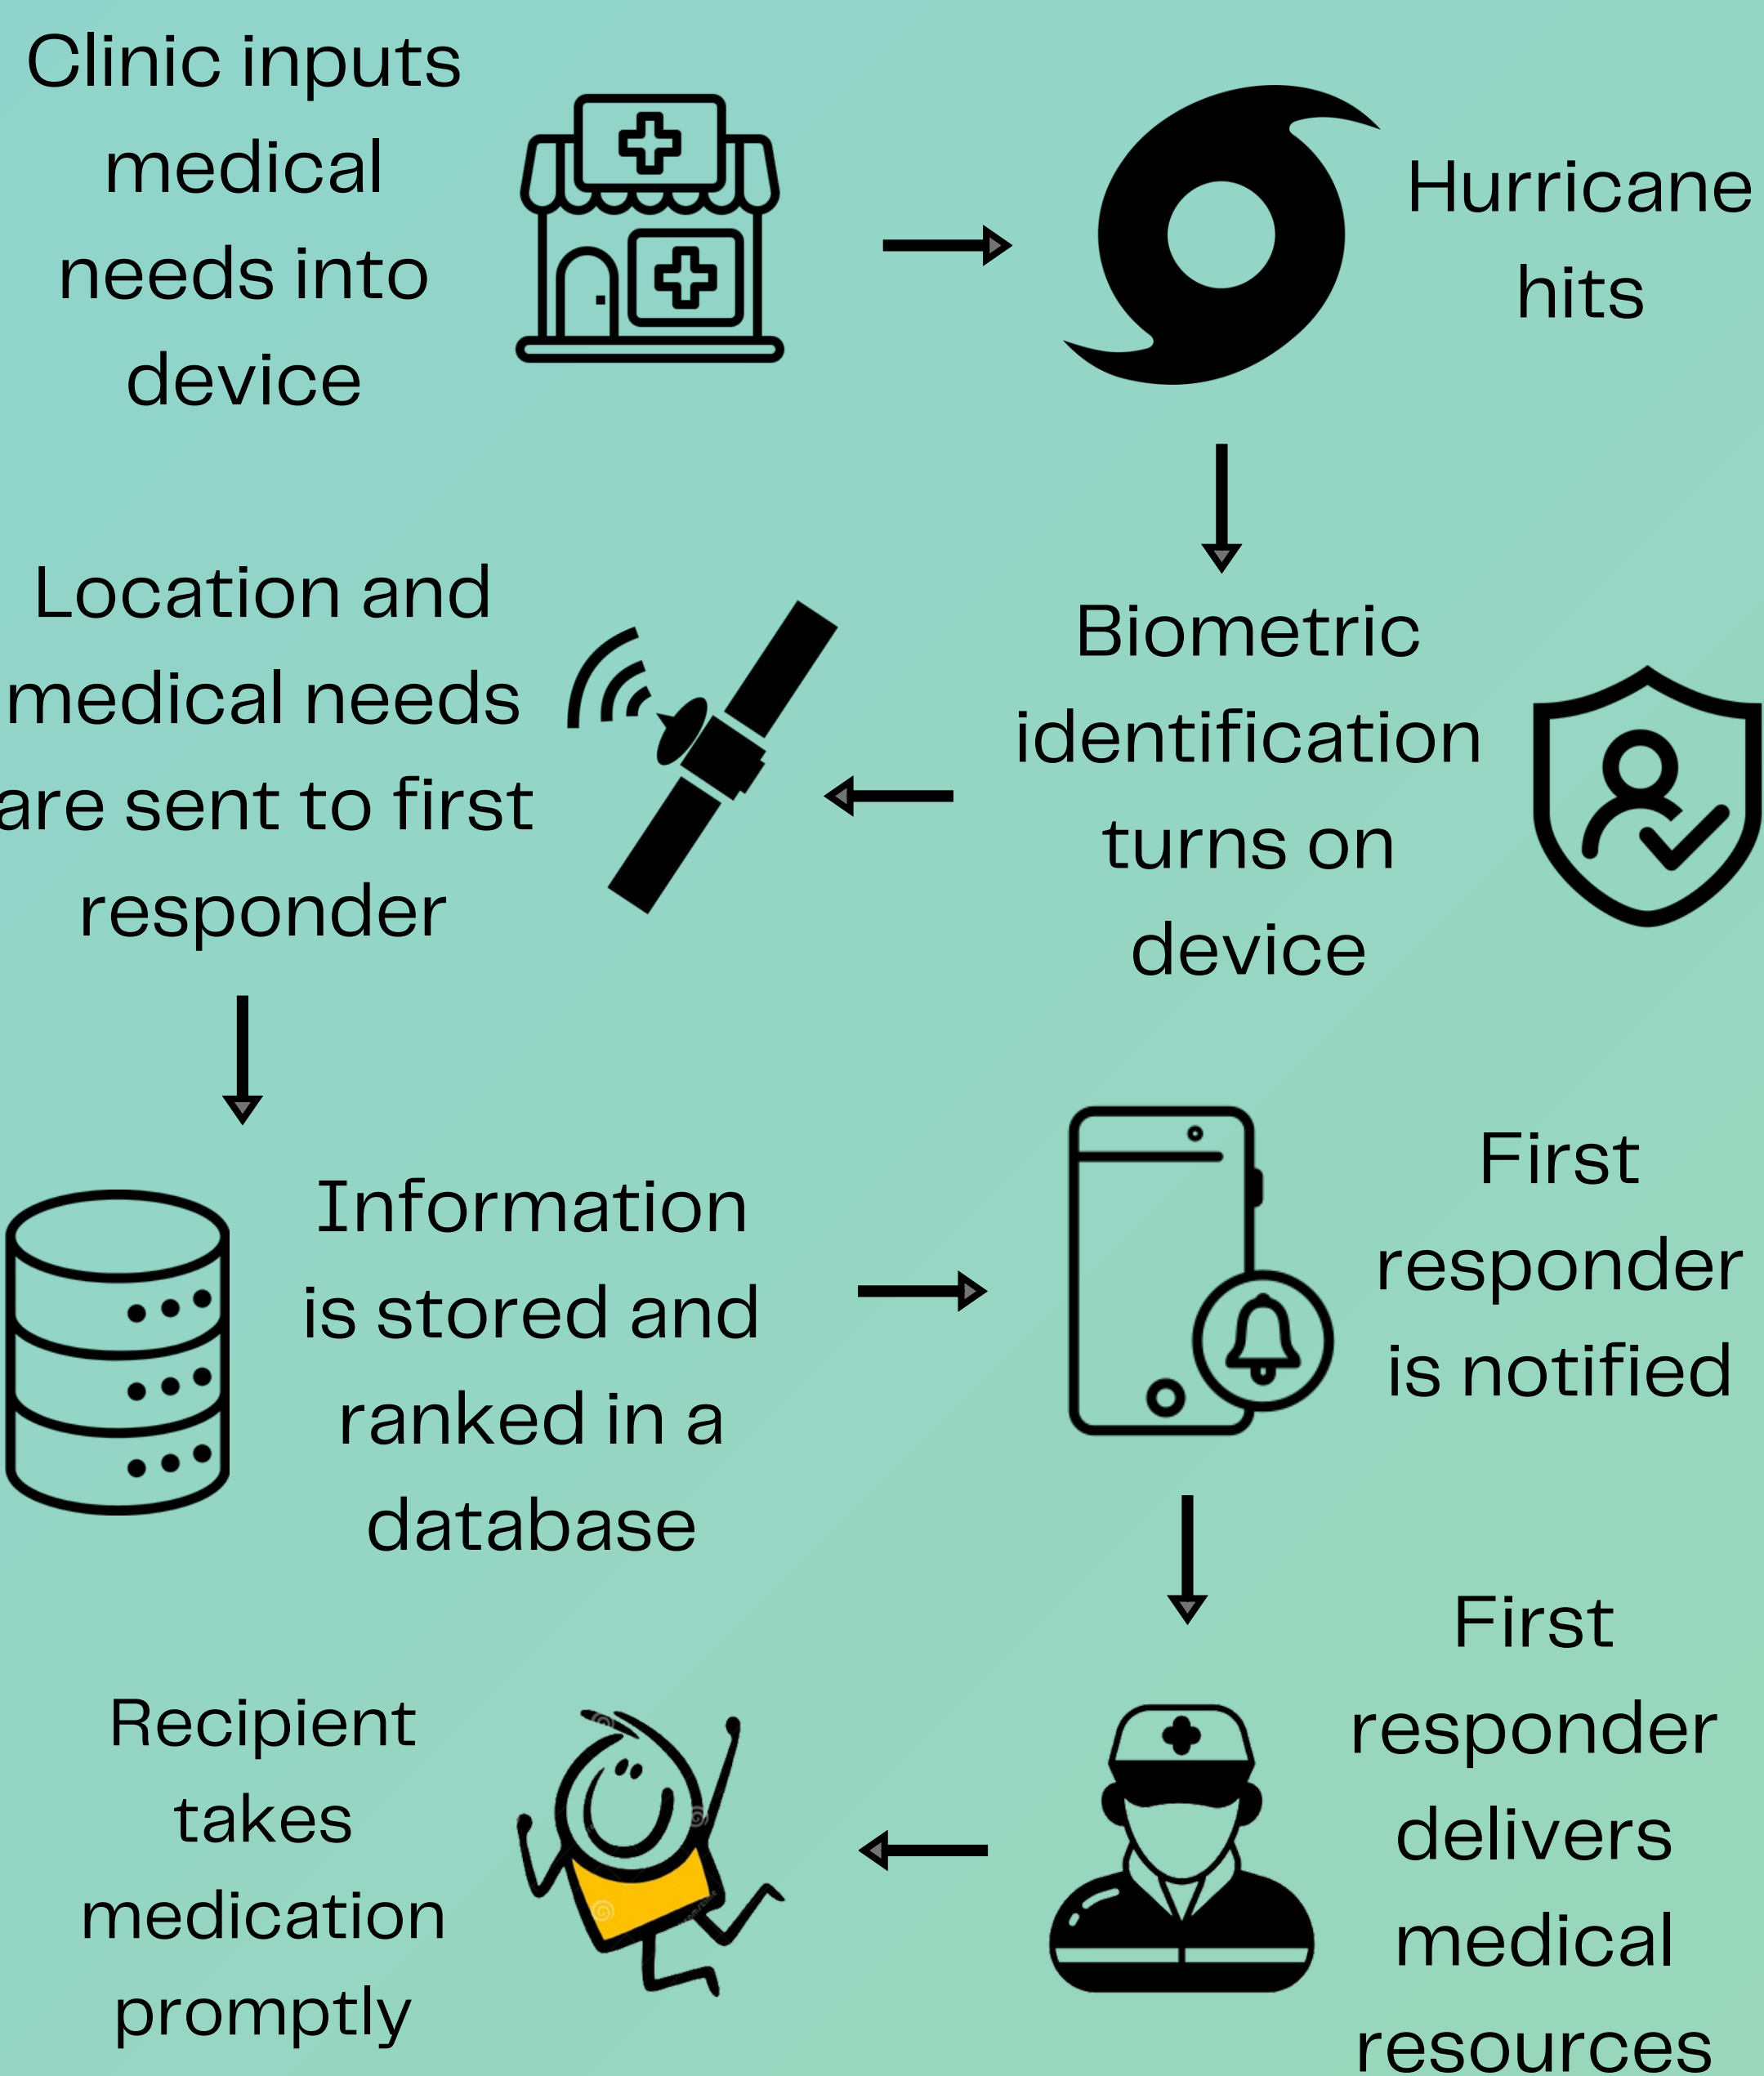 Clinic inputs
medical
needs into
device
Hurricane
hits
Biometric
identification
turns on
device
Location and
medical needs
are sent to first
responder
Information
is stored and
ranked in a
database
First
responder
is notified
First
responder
delivers
medical
resources
Recipient
takes
medication
promptly